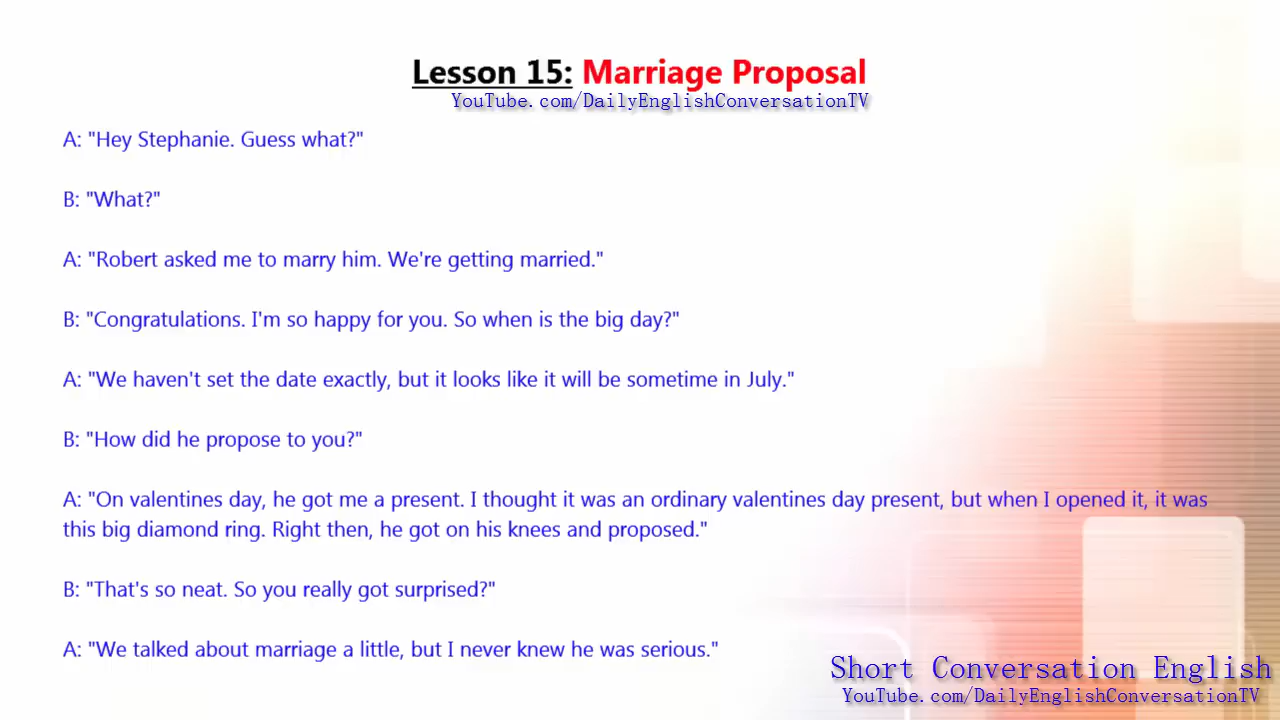 Lesson 15: Marriage Proposal
YouTube.com/DailyEnglishConversationTV
A: "Hey Stephanie. Guess what?"
B: "What?"
A: "Robert asked me to marry him. We're getting married."
B: "Congratulations. I'm so happy for you. So when is the big day?"
A: "We haven't set the date exactly, but it looks like it will be sometime in July."
B: "How did he propose to you?"
A: "On valentines day, he got me a present. I thought it was an ordinary valentines day present, but when I opened it, it was
this big diamond ring. Right then, he got on his knees and proposed."
B: "That's so neat. So you really got surprised?"
A: "We talked about marriage a little, but I never knew he was serious."
Short Conversation English
YouTube.com/DailyEnglishConversationTV